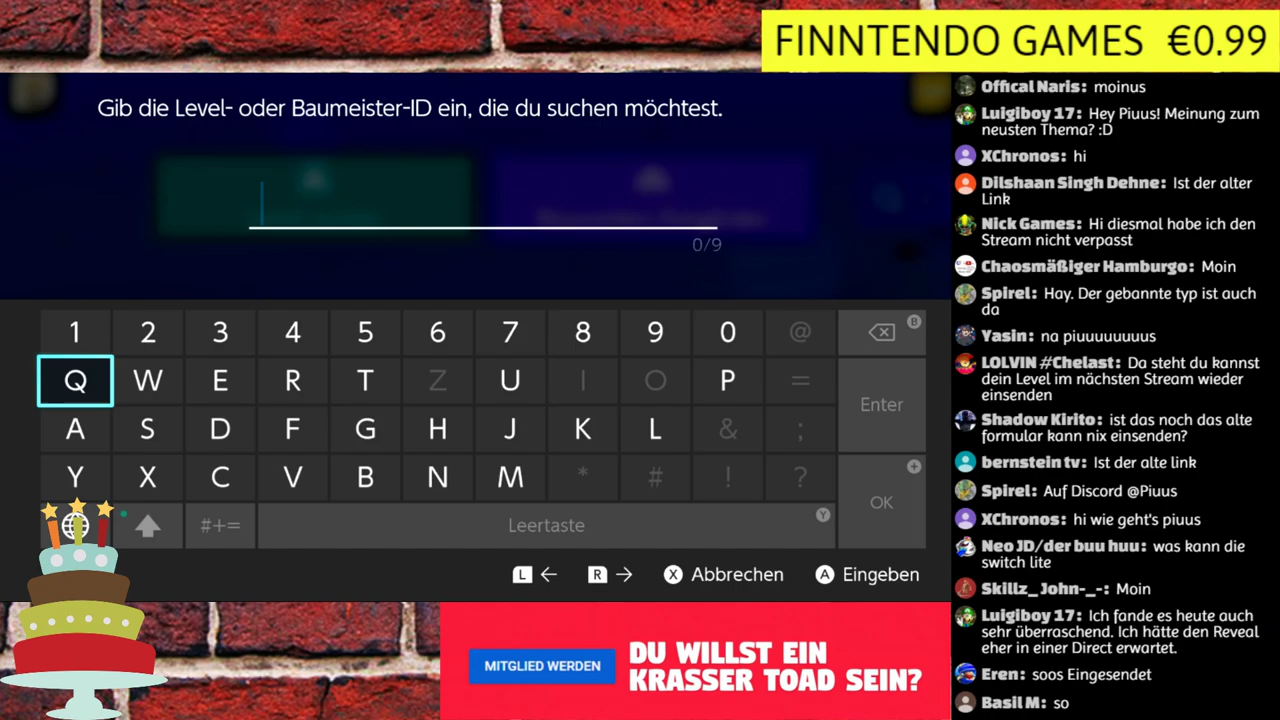 FINNTENDO GAMES €0.99
Gib die Level- oder Baumeister-ID ein, die du suchen möchtest.
0/9
1 2 3 4 5 6 7 8 9 0 @ B
Q W E R T Z U I O P = Enter
A S D F G H J K L & ;
Y X C V B N M * # ! ? + OK
#+= Leertaste Y
L ← R → X Abbrechen A Eingeben
MITGLIED WERDEN
DU WILLST EIN
KRASSER TOAD SEIN?
Offical Naris: moinus
Luigiboy 17: Hey Piuus! Meinung zum
neusten Thema? :D
XChronos: hi
Dilshaan Singh Dehne: Ist der alter
Link
Nick Games: Hi diesmal habe ich den
Stream nicht verpasst
Chaosmäßiger Hamburgo: Moin
Spirel: Hay. Der gebannte typ ist auch
da
Yasin: na piuuuuuuuus
LOLVIN #Chelast: Da steht du kannst
dein Level im nächsten Stream wieder
einsenden
Shadow Kirito: ist das noch das alte
formular kann nix einsenden?
bernstein tv: Ist der alte link
Spirel: Auf Discord @Piuus
XChronos: hi wie geht's piuus
Neo JD/der buu huu: was kann die
switch lite
Skillz_John-_-: Moin
Luigiboy 17: Ich fande es heute auch
sehr überraschend. Ich hätte den Reveal
eher in einer Direct erwartet.
Eren: soos Eingesendet
Basil M: so